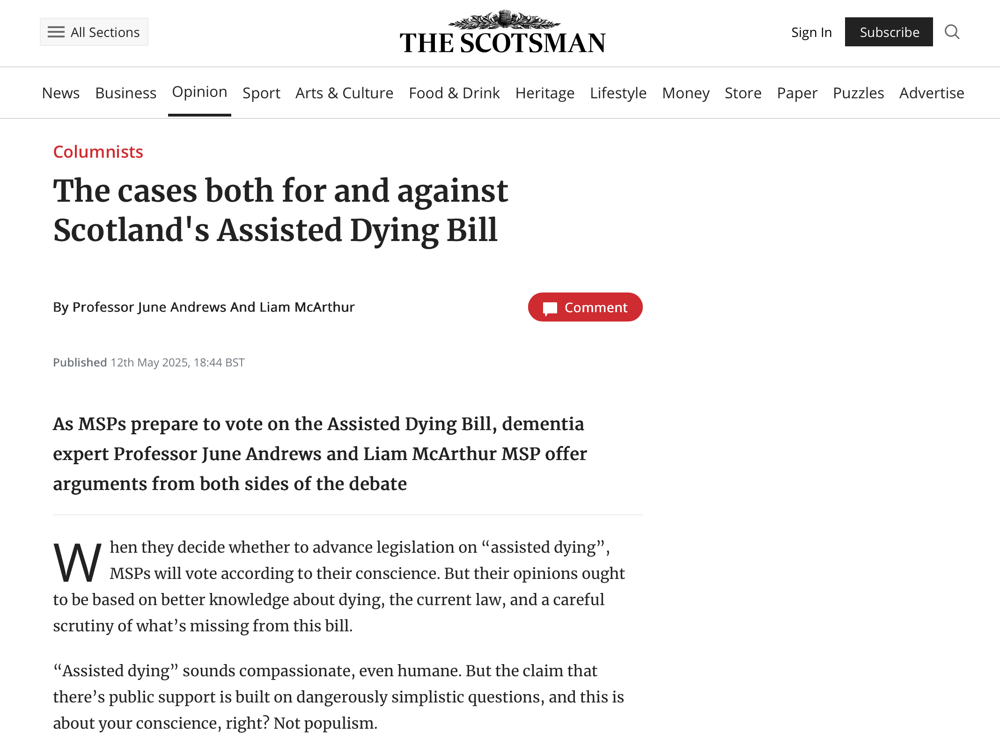 All Sections
THE SCOTSMAN
Sign In
Subscribe
News Business Opinion Sport Arts & Culture Food & Drink Heritage Lifestyle Money Store Paper Puzzles Advertise
Columnists
The cases both for and against
Scotland's Assisted Dying Bill
By Professor June Andrews And Liam McArthur
Comment
Published 12th May 2025, 18:44 BST
As MSPs prepare to vote on the Assisted Dying Bill, dementia
expert Professor June Andrews and Liam McArthur MSP offer
arguments from both sides of the debate
When they decide whether to advance legislation on “assisted dying”,
MSPs will vote according to their conscience. But their opinions ought
to be based on better knowledge about dying, the current law, and a careful
scrutiny of what’s missing from this bill.
“Assisted dying” sounds compassionate, even humane. But the claim that
there’s public support is built on dangerously simplistic questions, and this is
about your conscience, right? Not populism.